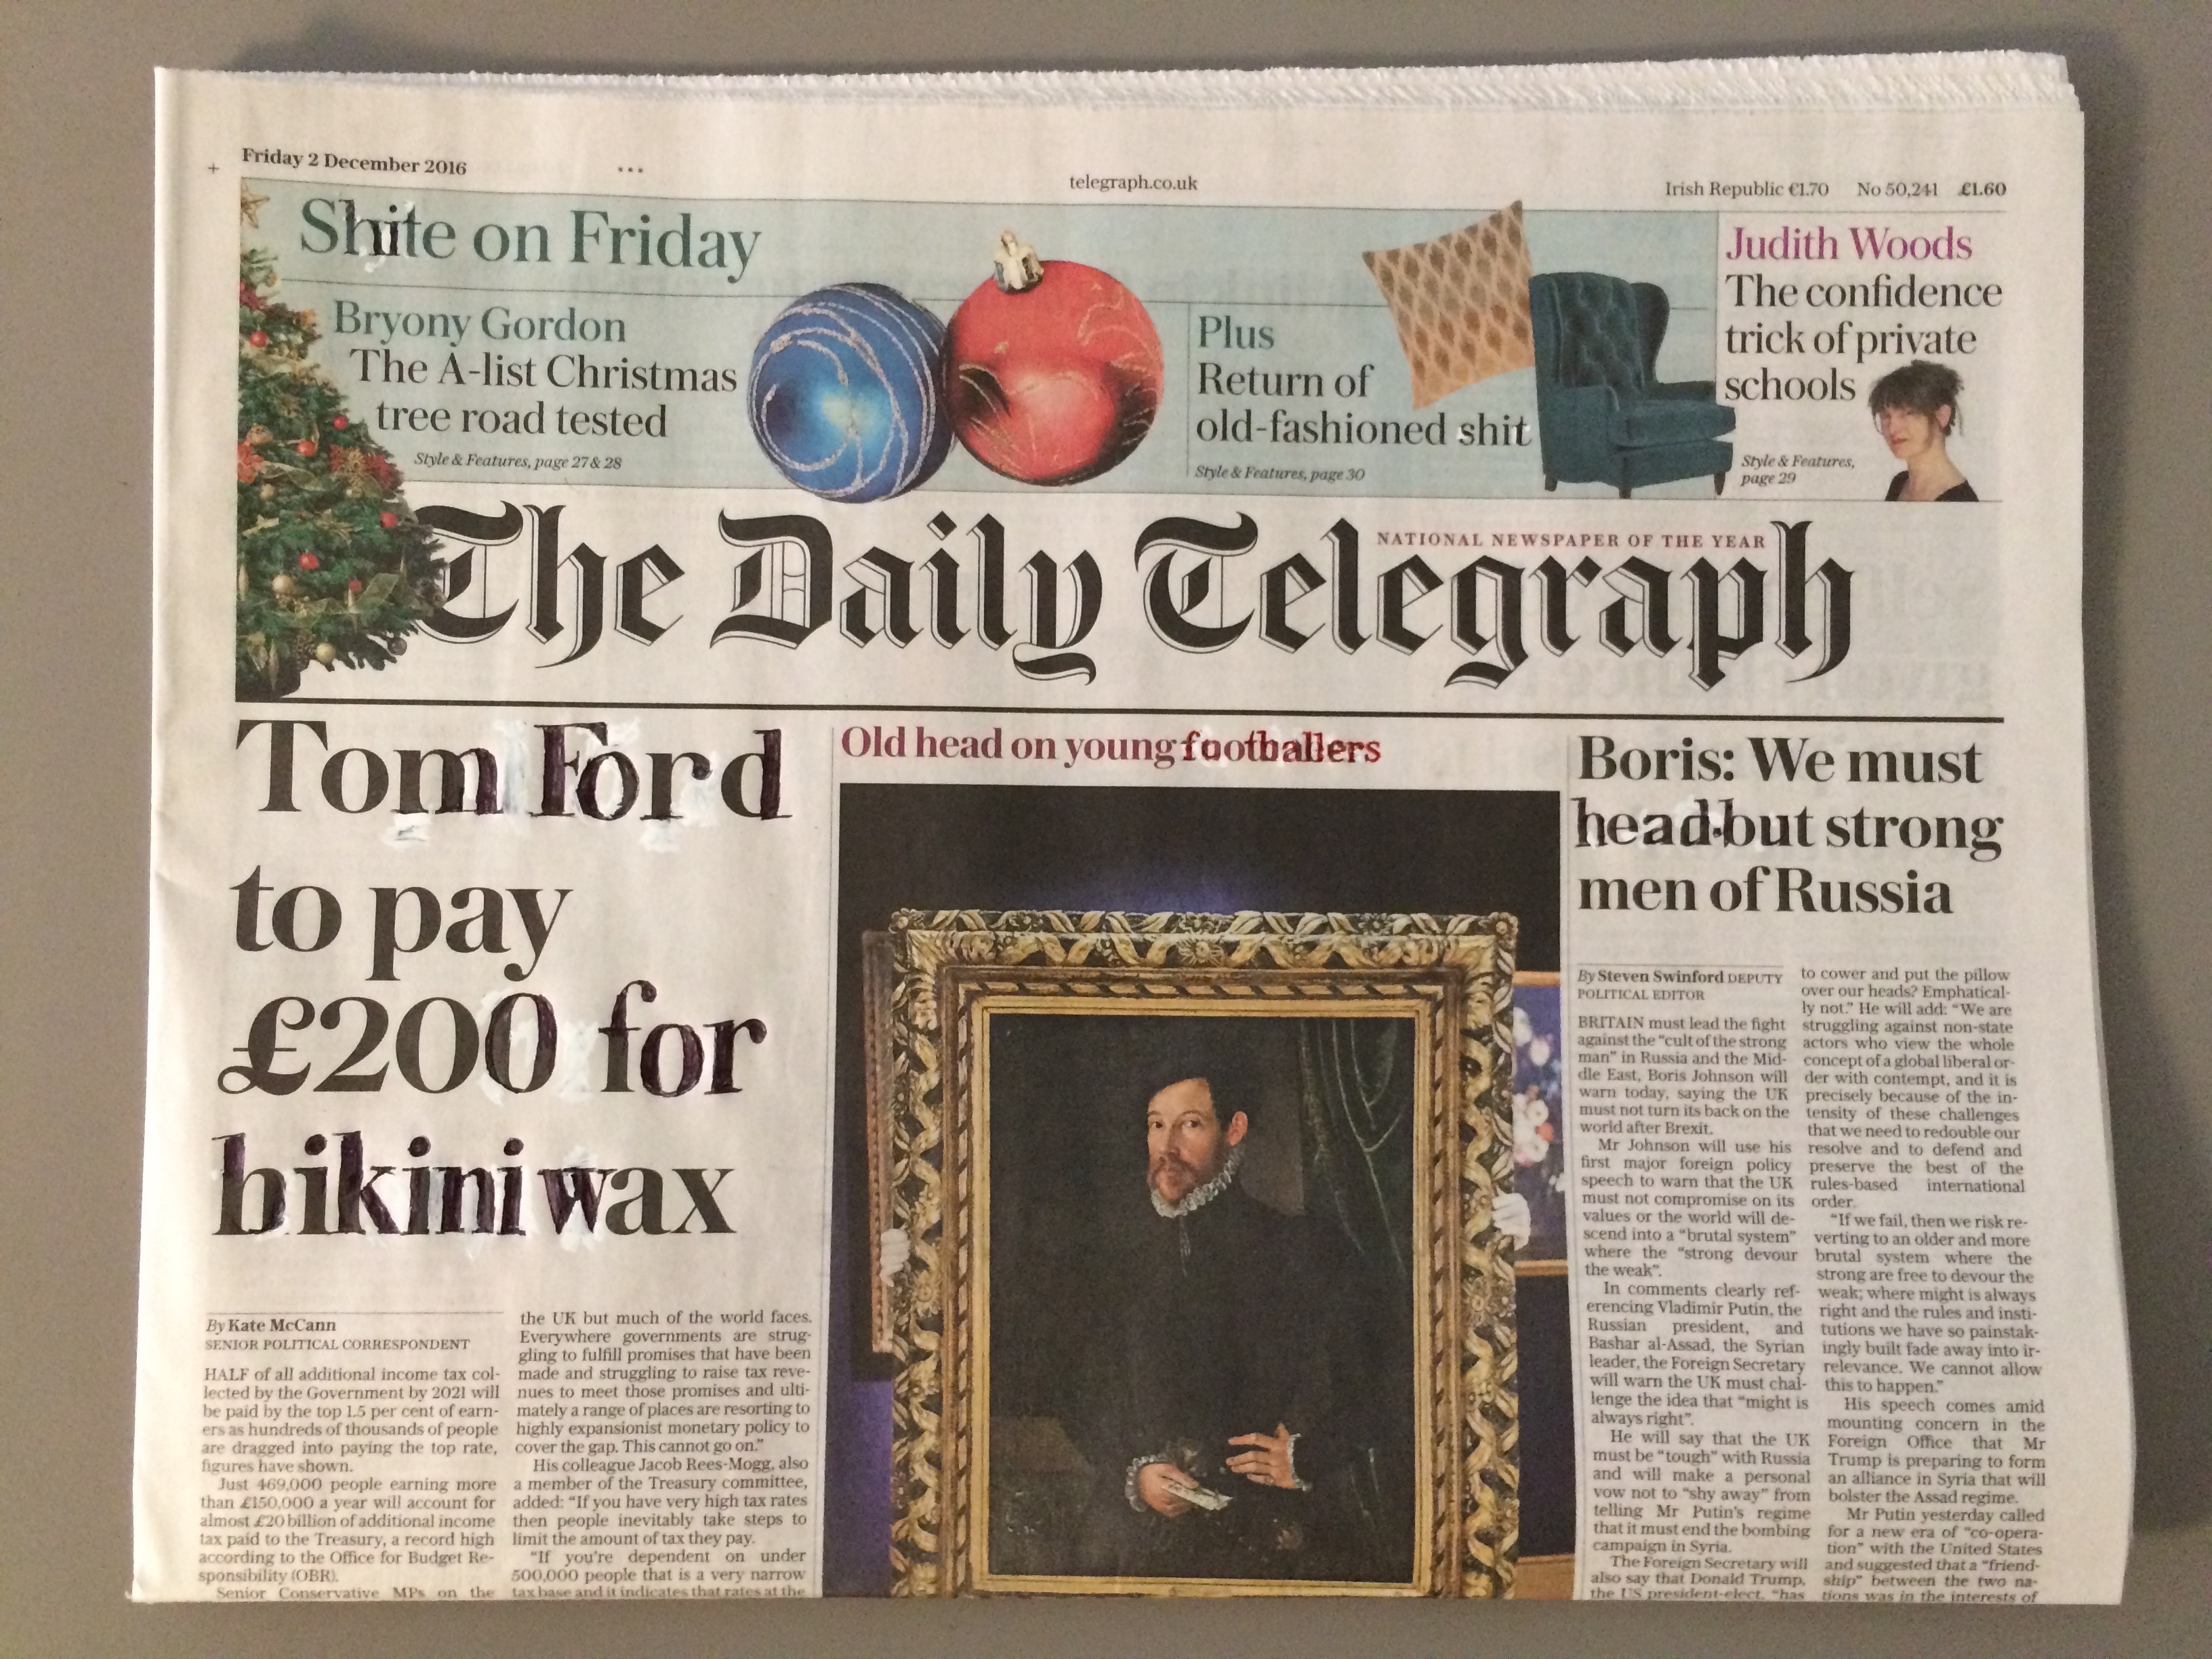 Friday 2 December 2016
telegraph.co.uk
Irish Republic €1.70 No 50,241 £1.60
Shite on Friday
Bryony Gordon
The A-list Christmas
tree road tested
Style & Features, page 27 & 28
Plus
Return of
old-fashioned shit
Style & Features, page 30
Judith Woods
The confidence
trick of private
schools
Style & Features,
page 29
NATIONAL NEWSPAPER OF THE YEAR
The Daily Telegraph
Tom Ford
to pay
£200 for
bikini wax
By Kate McCann
SENIOR POLITICAL CORRESPONDENT
HALF of all additional income tax col-
lected by the Government by 2021 will
be paid by the top 1.5 per cent of earn-
ers as hundreds of thousands of people
are dragged into paying the top rate,
figures have shown.
Just 469,000 people earning more
than £150,000 a year will account for
almost £20 billion of additional income
tax paid to the Treasury, a record high
according to the Office for Budget Re-
sponsibility (OBR).
Senior Conservative MPs on the
the UK but much of the world faces.
Everywhere governments are strug-
gling to fulfill promises that have been
made and struggling to raise tax reve-
nues to meet those promises and ulti-
mately a range of places are resorting to
highly expansionist monetary policy to
cover the gap. This cannot go on."
His colleague Jacob Rees-Mogg, also
a member of the Treasury committee,
added: "If you have very high tax rates
then people inevitably take steps to
limit the amount of tax they pay.
"If you're dependent on under
500,000 people that is a very narrow
tax base and it indicates that rates at the
Old head on young footballers
Boris: We must
head-but strong
men of Russia
By Steven Swinford DEPUTY
POLITICAL EDITOR
BRITAIN must lead the fight
against the "cult of the strong
man" in Russia and the Mid-
dle East, Boris Johnson will
warn today, saying the UK
must not turn its back on the
world after Brexit.
Mr Johnson will use his
first major foreign policy
speech to warn that the UK
must not compromise on its
values or the world will de-
scend into a "brutal system"
where the "strong devour
the weak".
In comments clearly ref-
erencing Vladimir Putin, the
Russian president, and
Bashar al-Assad, the Syrian
leader, the Foreign Secretary
will warn the UK must chal-
lenge the idea that "might is
always right".
He will say that the UK
must be "tough" with Russia
and will make a personal
vow not to "shy away" from
telling Mr Putin's regime
that it must end the bombing
campaign in Syria.
The Foreign Secretary will
also say that Donald Trump,
the US president-elect, "has
to cower and put the pillow
over our heads? Emphatical-
ly not." He will add: "We are
struggling against non-state
actors who view the whole
concept of a global liberal or-
der with contempt, and it is
precisely because of the in-
tensity of these challenges
that we need to redouble our
resolve and to defend and
preserve the best of the
rules-based international
order.
"If we fail, then we risk re-
verting to an older and more
brutal system where the
strong are free to devour the
weak; where might is always
right and the rules and insti-
tutions we have so painstak-
ingly built fade away into ir-
relevance. We cannot allow
this to happen."
His speech comes amid
mounting concern in the
Foreign Office that Mr
Trump is preparing to form
an alliance in Syria that will
bolster the Assad regime.
Mr Putin yesterday called
for a new era of "co-opera-
tion" with the United States
and suggested that a "friend-
ship" between the two na-
tions was in the interests of